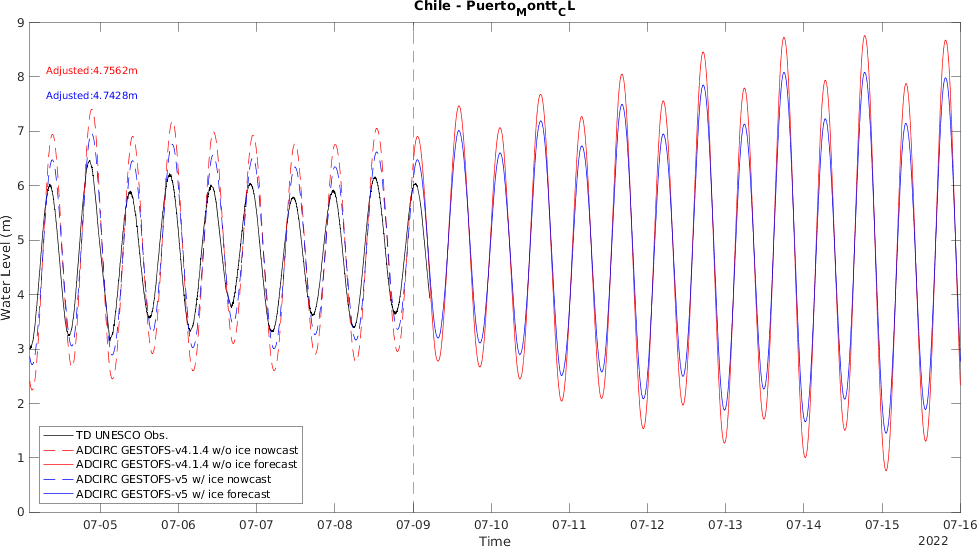 Chile - Puerto_Montt_CL
9
8
7
6
5
4
3
2
1
0
Water Level (m)
Adjusted:4.7562m
Adjusted:4.7428m
TD UNESCO Obs.
ADCIRC GESTOFS-v4.1.4 w/o ice nowcast
ADCIRC GESTOFS-v4.1.4 w/o ice forecast
ADCIRC GESTOFS-v5 w/ ice nowcast
ADCIRC GESTOFS-v5 w/ ice forecast
07-05 07-06 07-07 07-08 07-09 07-10 07-11 07-12 07-13 07-14 07-15 07-16
Time
2022